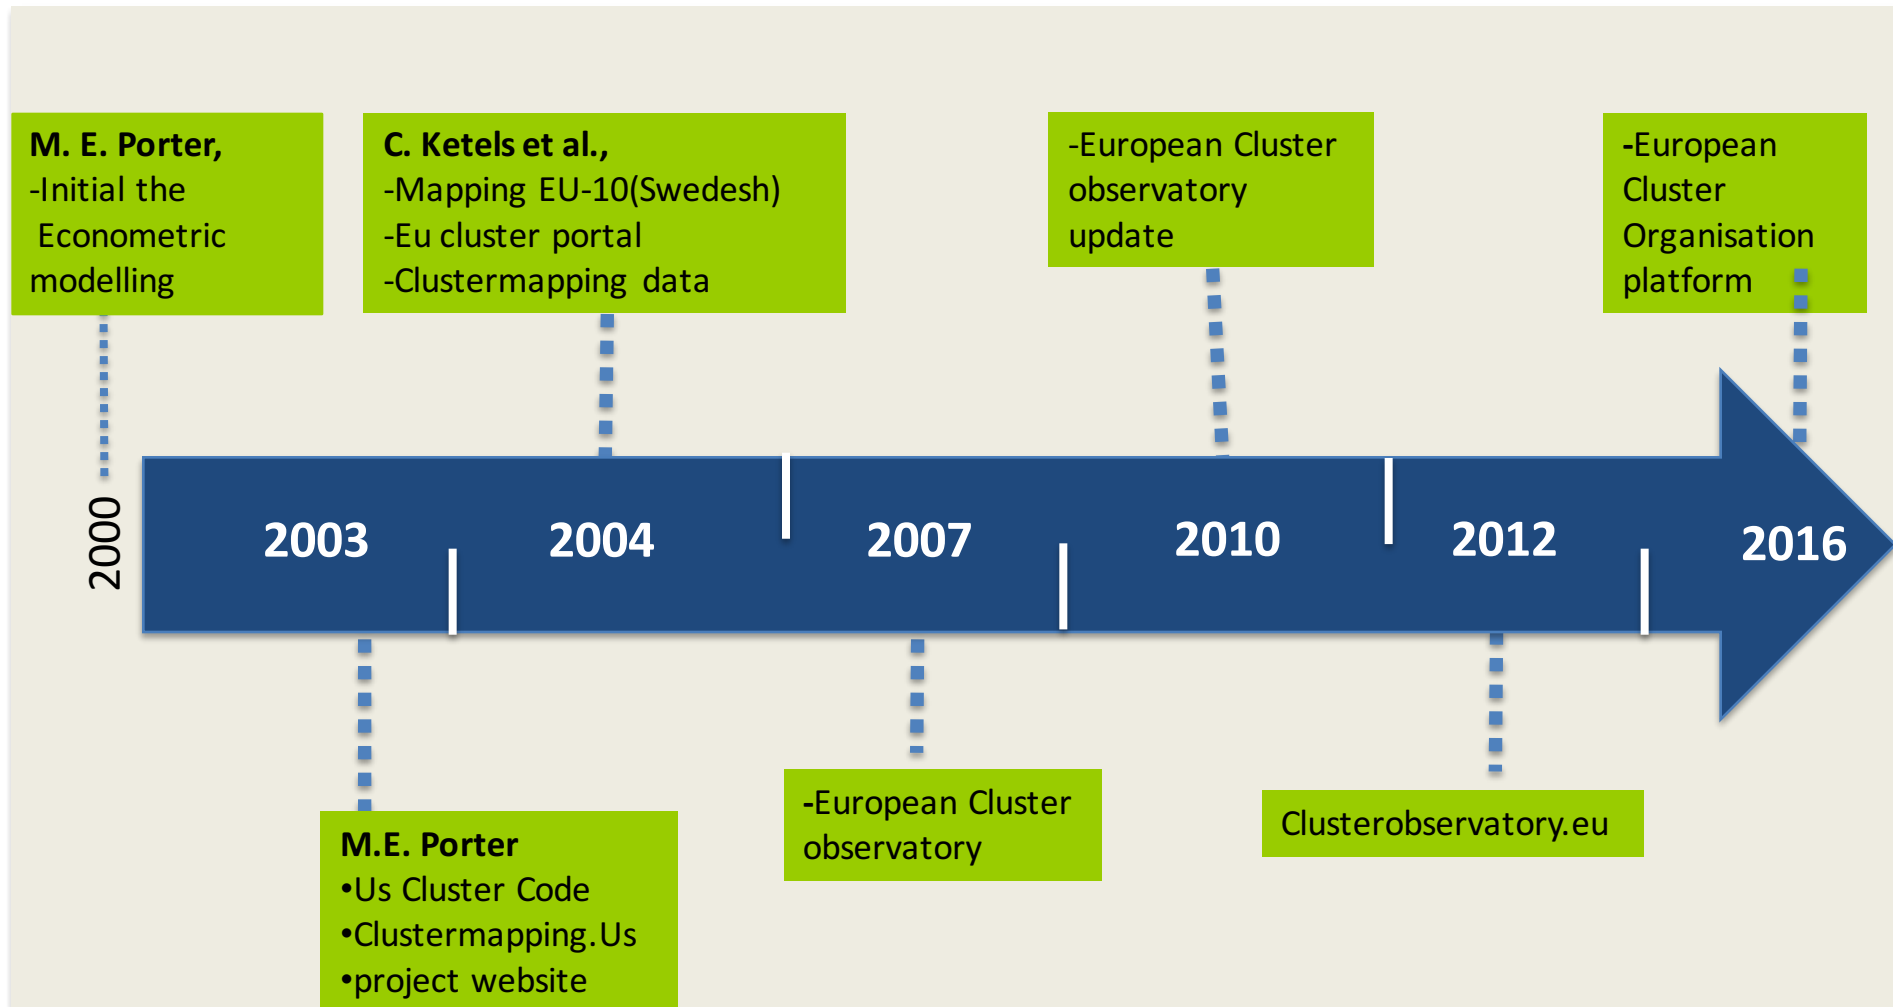 M. E. Porter,
-Initial the
Econometric
modelling
C. Ketels et al.,
-Mapping EU-10(Swedesh)
-Eu cluster portal
-Clustermapping data
-European Cluster
observatory
update
-European
Cluster
Organisation
platform
2000
2003
2004
2007
2010
2012
2016
M.E. Porter
•Us Cluster Code
•Clustermapping.Us
•project website
-European Cluster
observatory
Clusterobservatory.eu